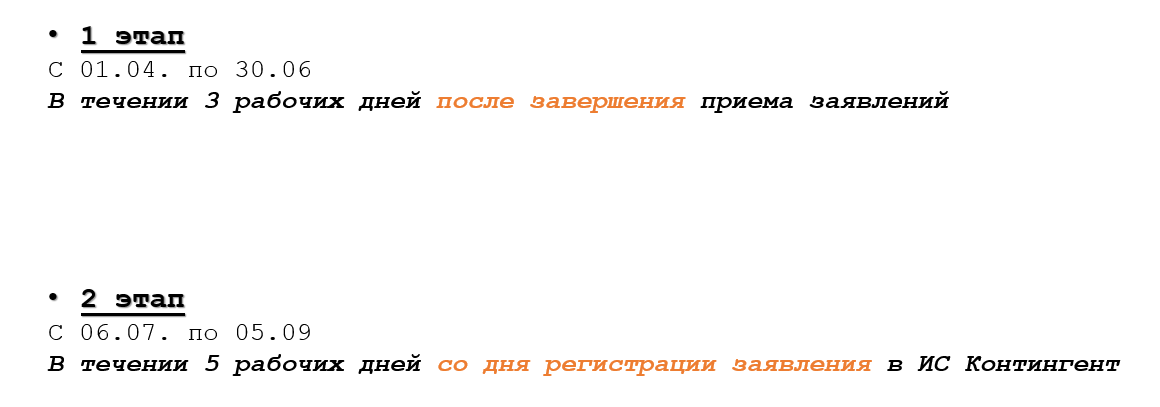 • 1 этап
С 01.04. по 30.06
В течении 3 рабочих дней после завершения приема заявлений
• 2 этап
С 06.07. по 05.09
В течении 5 рабочих дней со дня регистрации заявления в ИС Контингент